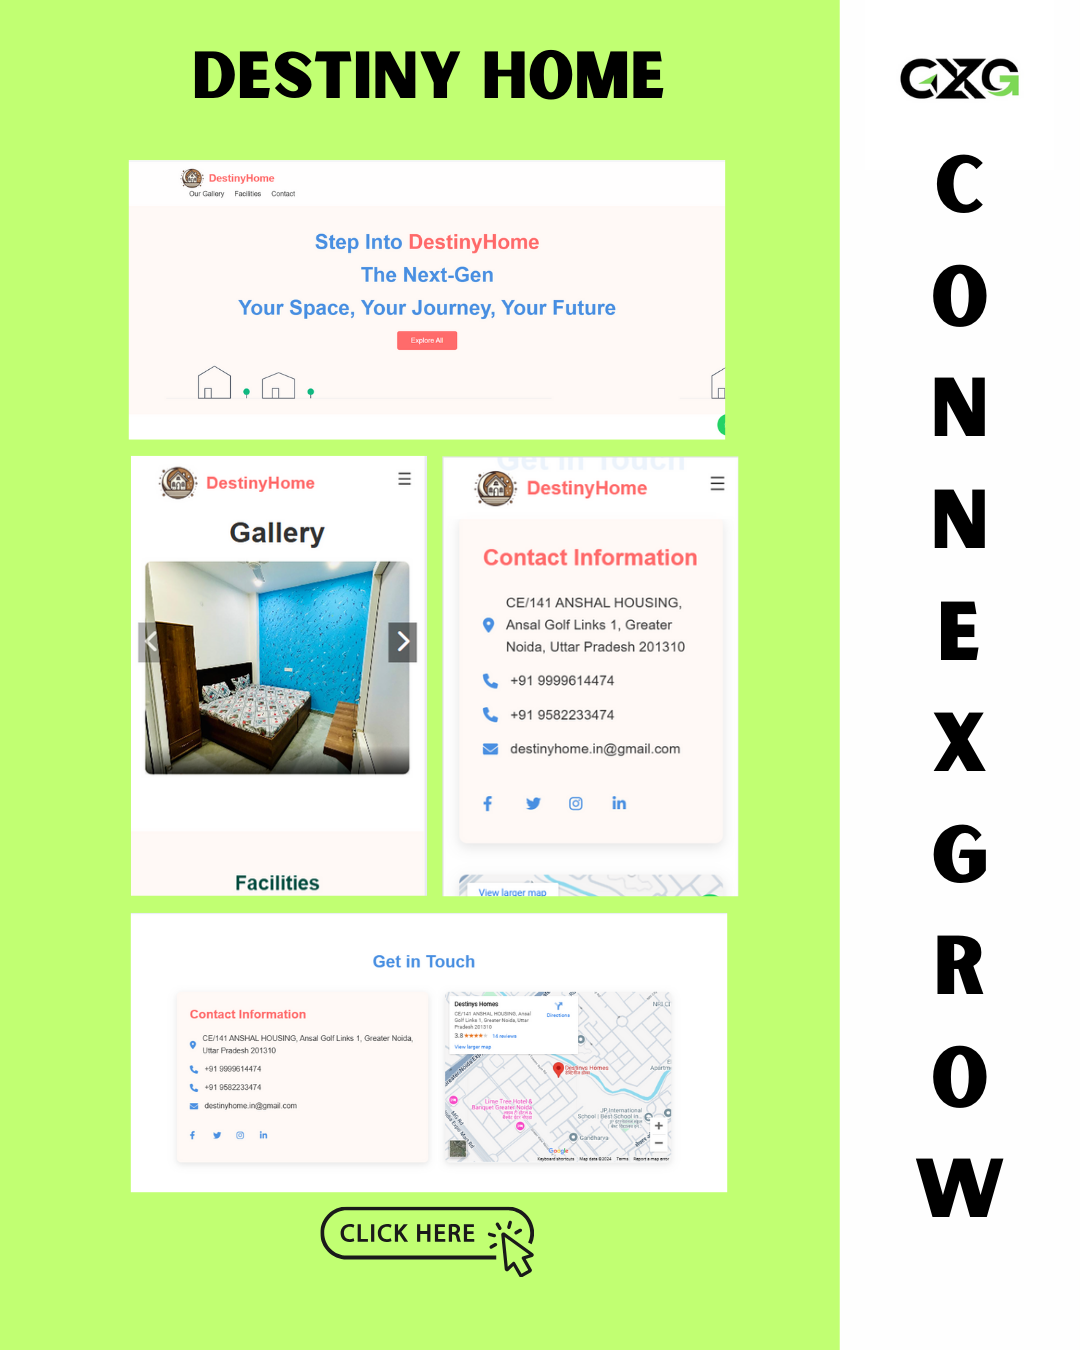 DESTINY HOME
DestinyHome
Our Gallery Facilities Contact
Step Into DestinyHome
The Next-Gen
Your Space, Your Journey, Your Future
Explore All
DestinyHome
Gallery
Facilities
Get in Touch
DestinyHome
Contact Information
CE/141 ANSHAL HOUSING,
Ansal Golf Links 1, Greater
Noida, Uttar Pradesh 201310
+91 9999614474
+91 9582233474
destinyhome.in@gmail.com
View larger map
Get in Touch
Contact Information
CE/141 ANSHAL HOUSING, Ansal Golf Links 1, Greater Noida,
Uttar Pradesh 201310
+91 9999614474
+91 9582233474
destinyhome.in@gmail.com
Destinys Homes
CE/141 ANSHAL HOUSING, Ansal
Golf Links 1, Greater Noida, Uttar
Pradesh 201310
3.8 14 reviews
View larger map
Directions
Destinys Homes
Lime Tree Hotel &
Banquet Greater Noida
JP International
School | Best School in...
Gandharva
Google
Keyboard shortcuts Map data ©2024 Terms Report a map error
CLICK HERE
CXG
C
O
N
N
E
X
G
R
O
W